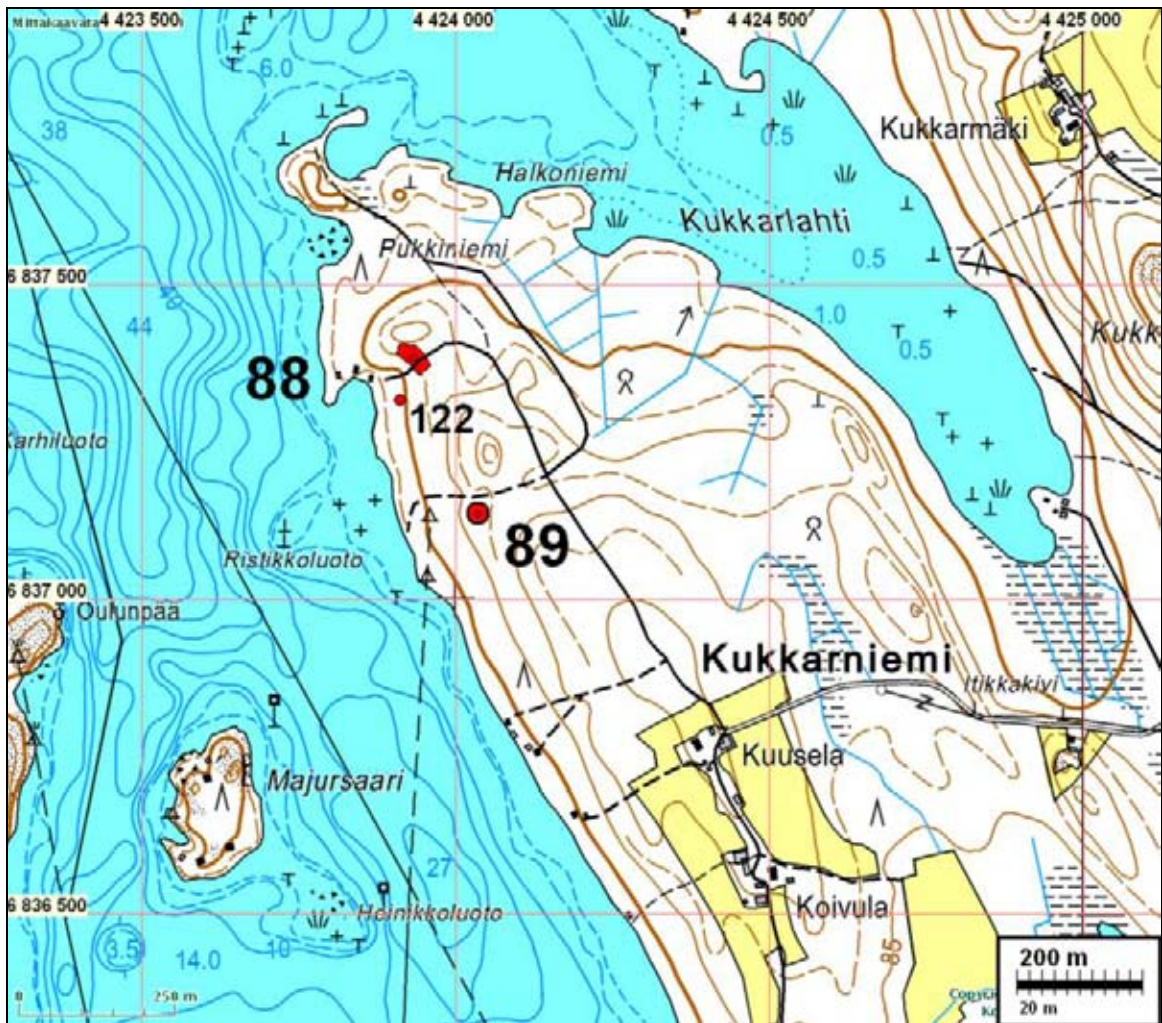 Mittakaavata
4 423 500
4 424 000
4 424 500
4 425 000
6.0
38
0.5
Kukkarmäki
Halkoniemi
Kukkarlahti
Pukkiniemi
6 837 500
40
44
0.5
1.0
0.5
88
122
Karhiluoto
89
Ristikkoluoto
6 837 000
Oulunpää
Kukkarniemi
Itikkakivi
Kuusela
Majursaari
27
6 836 500
Heinikkoluoto
Koivula
85
3.5
14.0
10
200 m
20 m
0
250 m